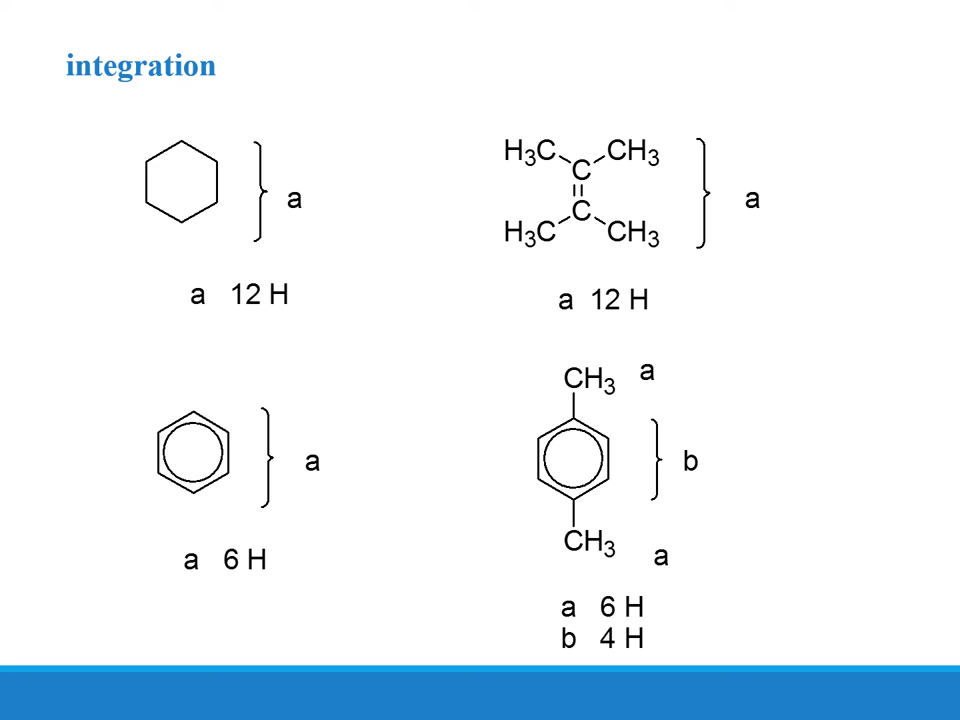 integration
a
a 12 H
H3C CH3
C
C
H3C CH3
a
a 12 H
a
a 6 H
CH3 a
b
CH3
a
a 6 H
b 4 H